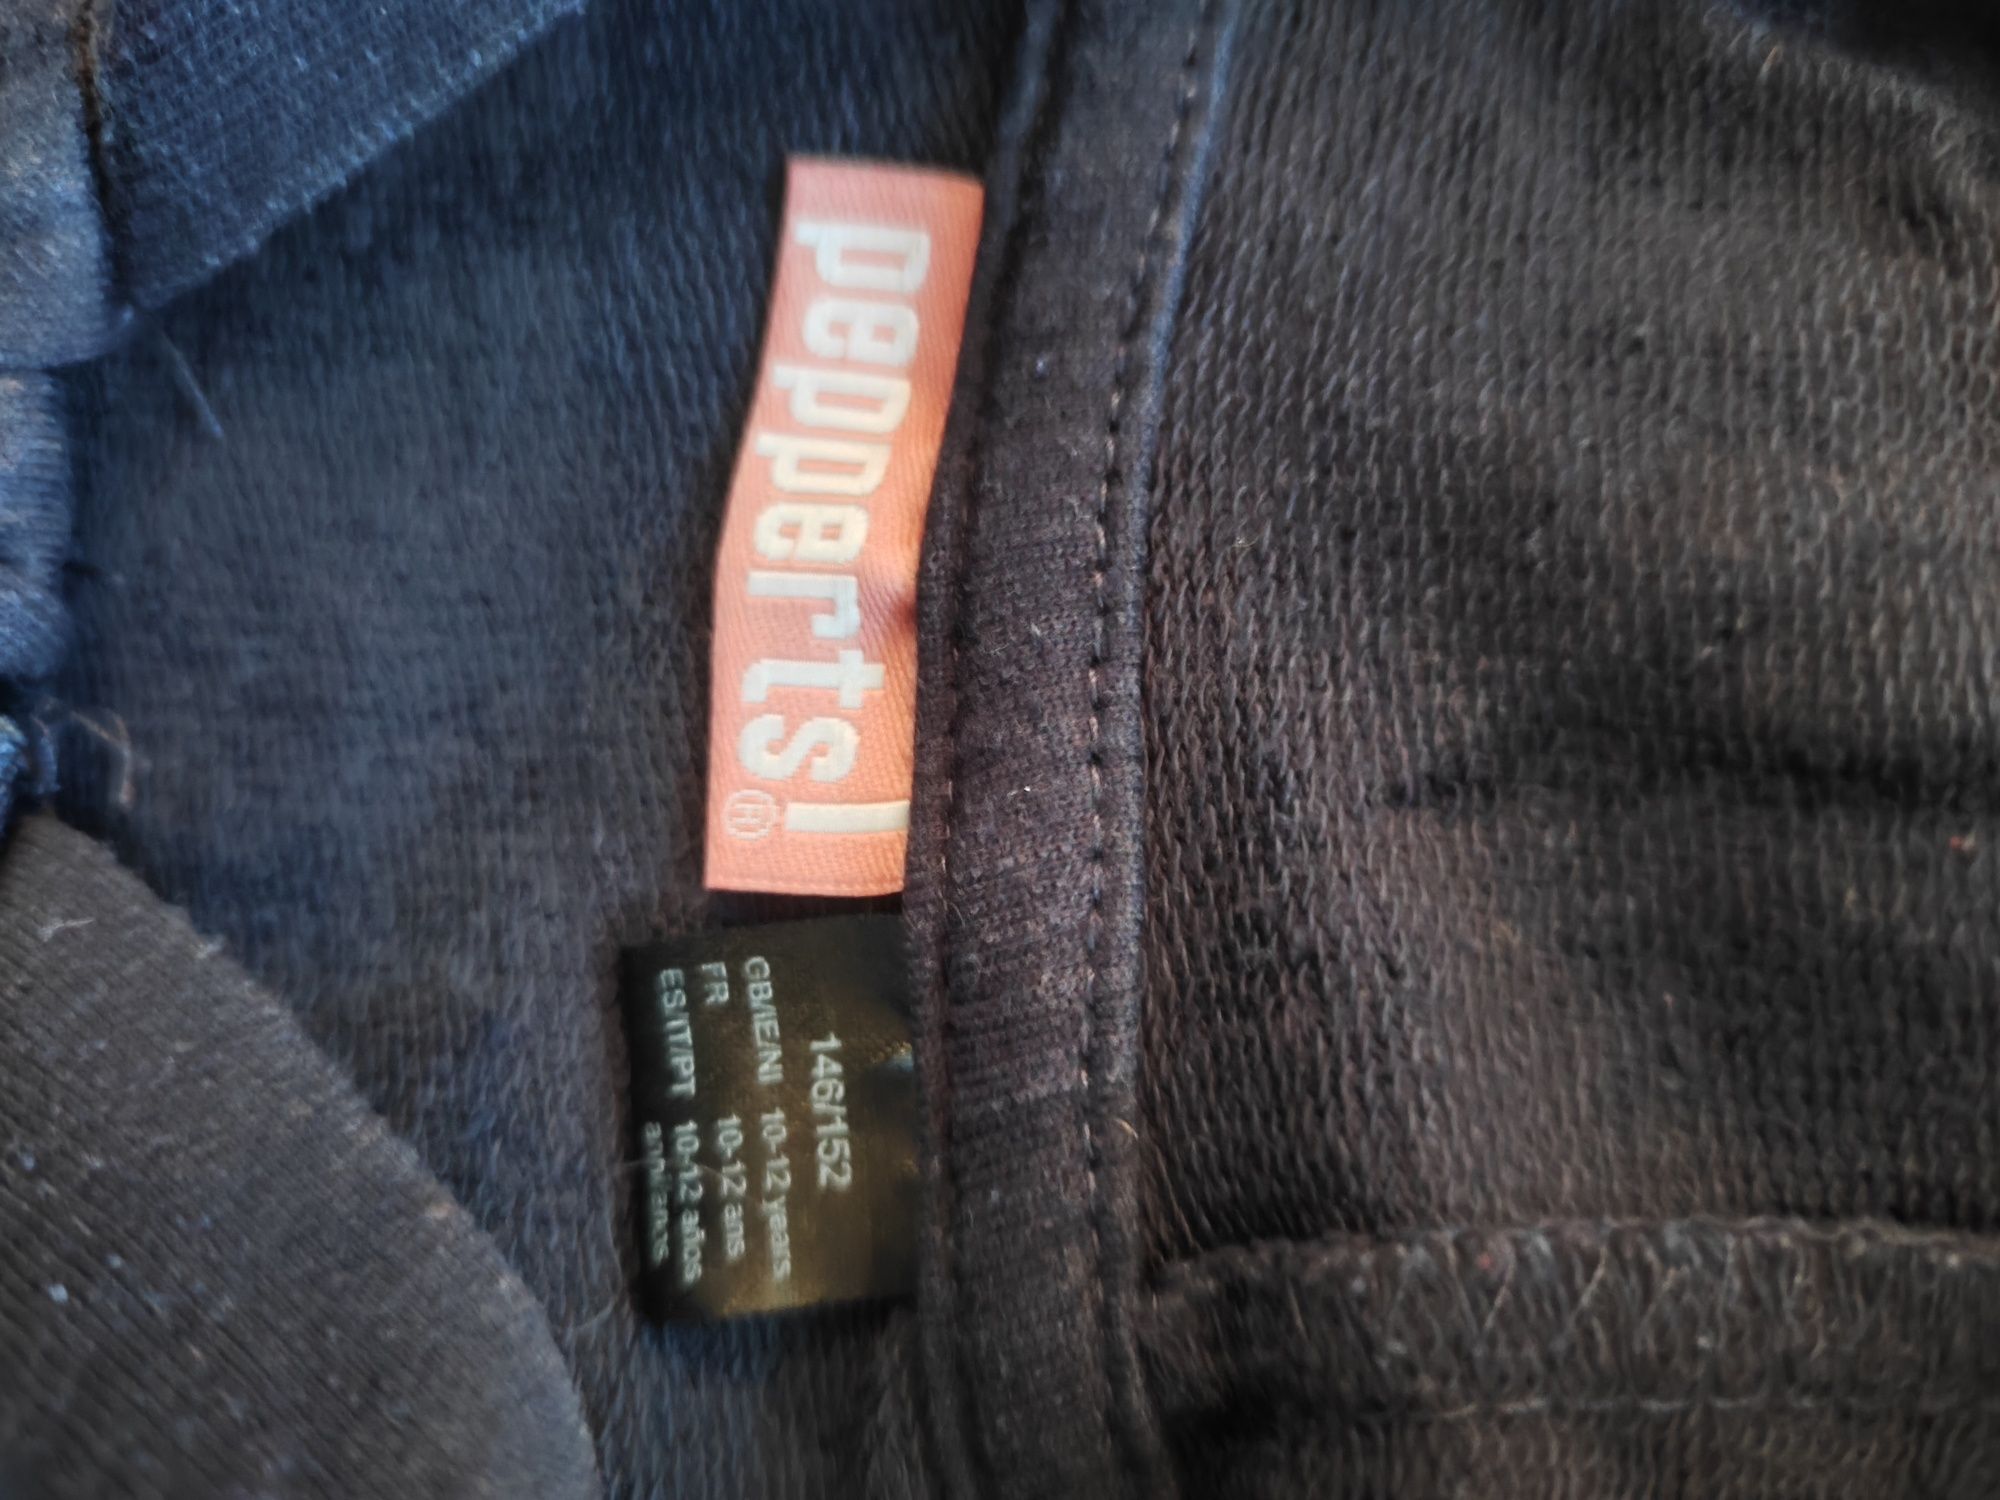 pepperts!®
146/152
GB/IE/NI 10-12 years
FR 10-12 ans
ES/IT/PT 10-12 años
anni/anos